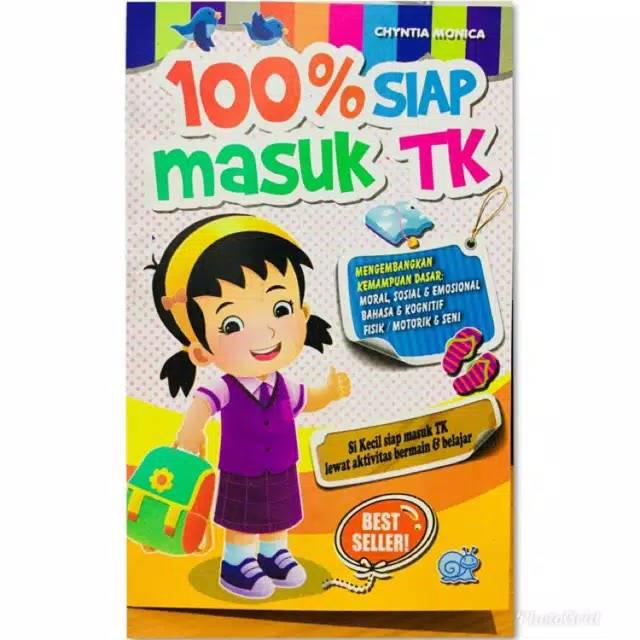 CHYNTIA MONICA
100% SIAP
masuk TK
MENGEMBANGKAN
KEMAMPUAN DASAR:
MORAL, SOSIAL & EMOSIONAL
BAHASA & KOGNITIF
FISIK / MOTORIK & SENI
Si Kecil siap masuk TK
lewat aktivitas bermain & belajar
BEST
SELLER!
PhotoGrid